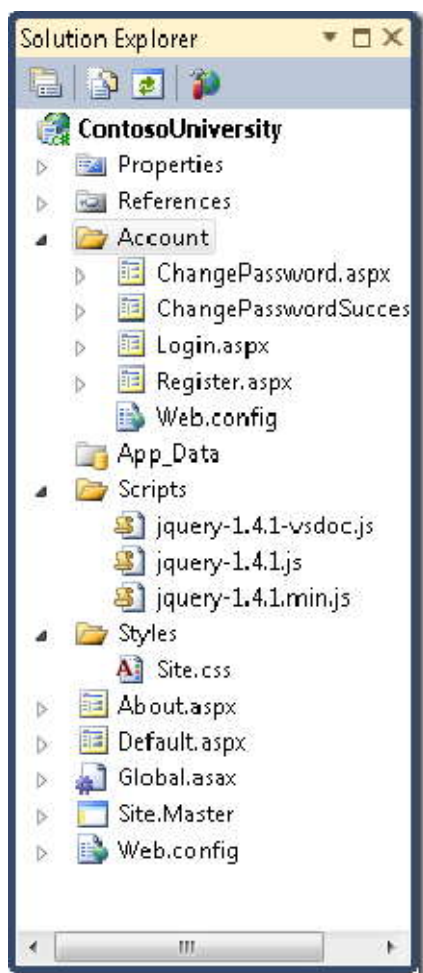 Solution Explorer
ContosoUniversity
Properties
References
Account
ChangePassword.aspx
ChangePasswordSucces
Login.aspx
Register.aspx
Web.config
App_Data
Scripts
jquery-1.4.1-vsdoc.js
jquery-1.4.1.js
jquery-1.4.1.min.js
Styles
Site.css
About.aspx
Default.aspx
Global.asax
Site.Master
Web.config